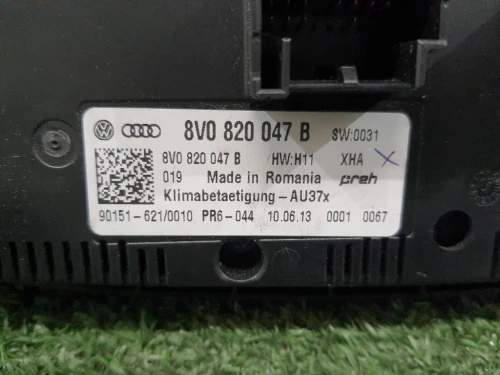 8V0 820 047 B SW:0031
8V0 820 047 B HW:H11 XHA X
019 Made in Romania preh
Klimabetaetigung-AU37x
90151-621/0010 PR6-044 10.06.13 0001 0067